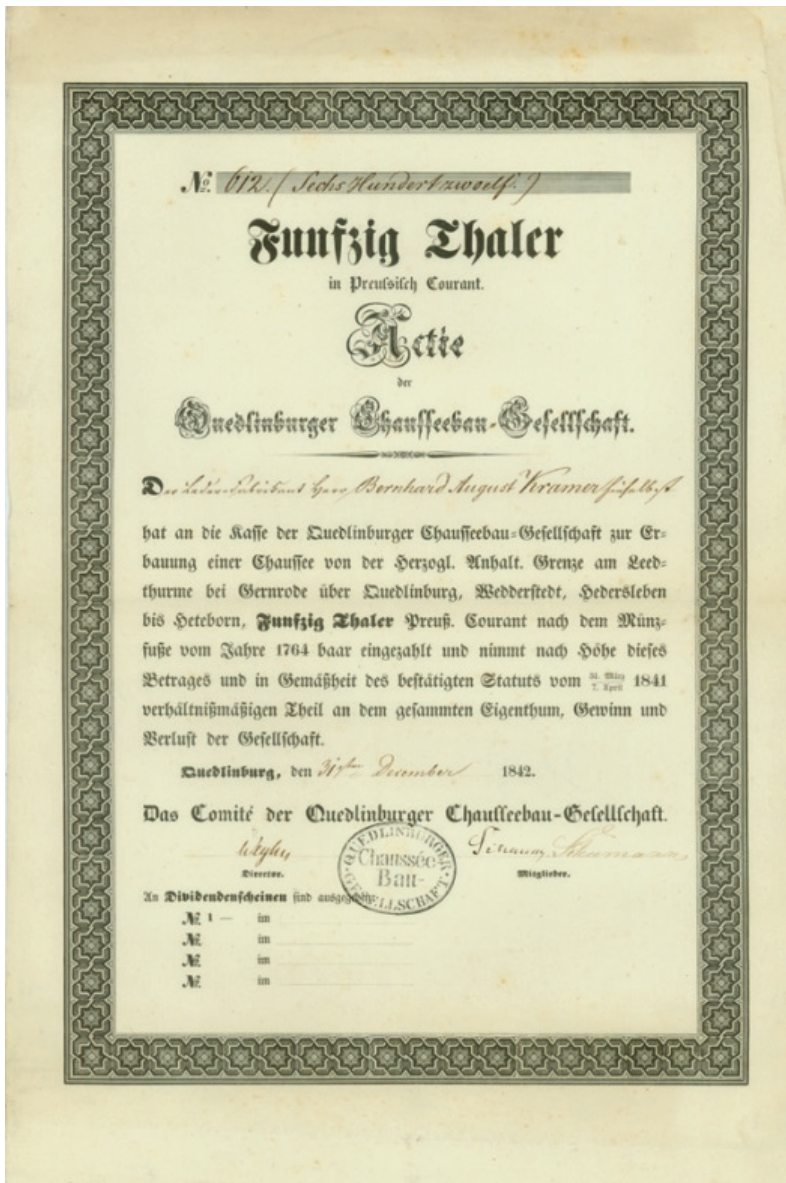 № 612. (Sechs Hundert zwoelf.)
Funfzig Thaler
in Preussisch Courant.
Actie
der
Quedlinburger Chausseebau-Gesellschaft.
Der Herr Bernhard August Kramer
hat an die Kasse der Quedlinburger Chausseebau-Gesellschaft zur Er-
bauung einer Chaussee von der Herzogl. Anhalt. Grenze am Leed-
thurme bei Gernrode über Quedlinburg, Wedderstedt, Hedersleben
bis Heteborn, Funfzig Thaler Preuß. Courant nach dem Münz-
fuße vom Jahre 1764 baar eingezahlt und nimmt nach Höhe dieses
Betrages und in Gemäßheit des bestätigten Statuts vom 31. März
7. April 1841
verhältnißmäßigen Theil an dem gesammten Eigenthum, Gewinn und
Verlust der Gesellschaft.
Quedlinburg, den 31sten December 1842.
Das Comité der Quedlinburger Chausseebau-Gesellschaft.
Director. Mitglieder.
QUEDLINBURGER
Chaussée
Bau-
GESELLSCHAFT.
An Dividendenscheinen sind ausgegeben:
№ 1 — im
№ im
№ im
№ im